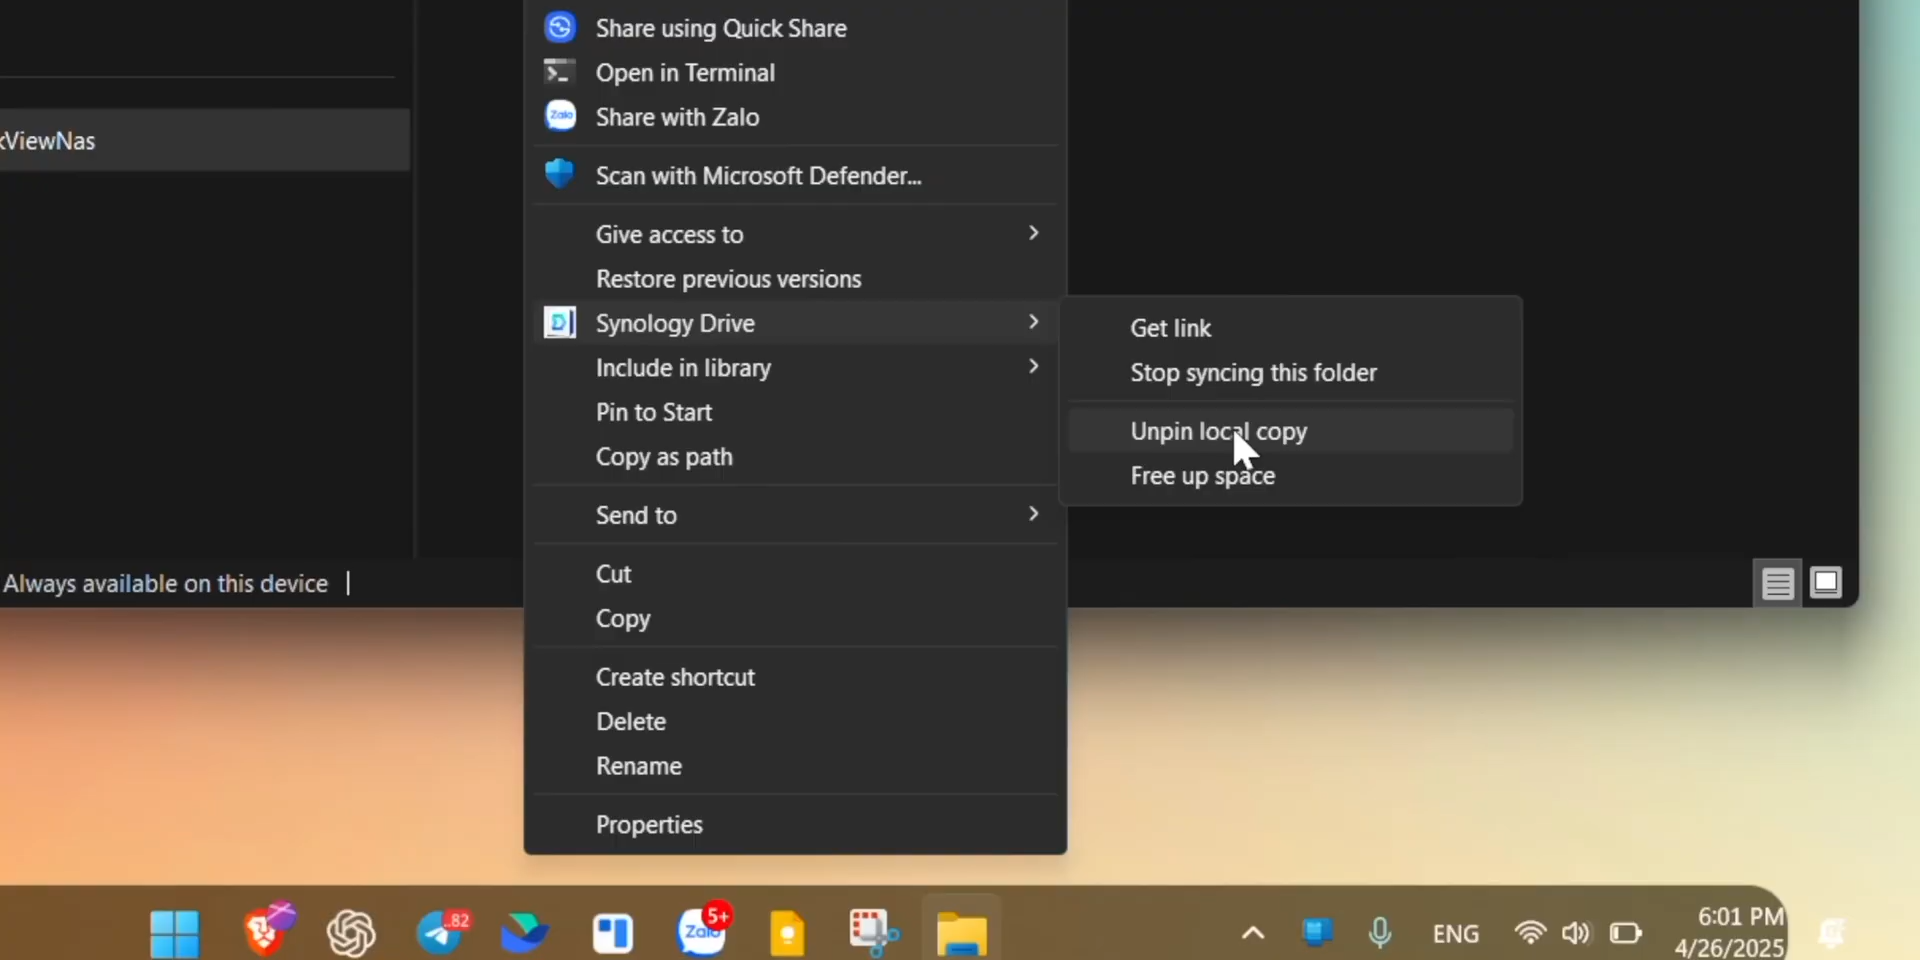 Share using Quick Share
Open in Terminal
Zalo
Share with Zalo
kViewNas
Scan with Microsoft Defender...
Give access to
Restore previous versions
Synology Drive
Include in library
Pin to Start
Copy as path
Get link
Stop syncing this folder
Unpin local copy
Free up space
Send to
Always available on this device
Cut
Copy
Create shortcut
Delete
Rename
Properties
.82
5+
Zalo
ENG
6:01 PM
4/26/2025